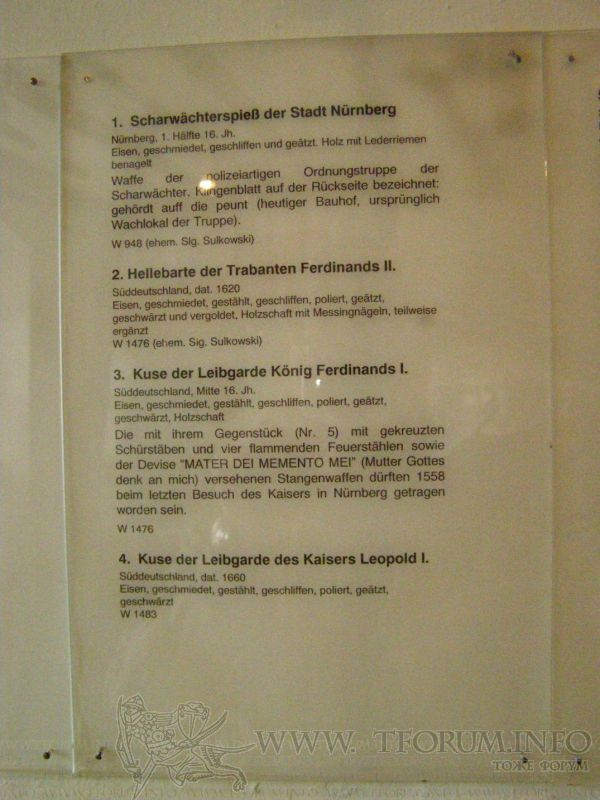 1. Scharwächterspieß der Stadt Nürnberg
Nürnberg, 1. Hälfte 16. Jh.
Eisen, geschmiedet, geschliffen und geätzt. Holz mit Lederriemen
benagelt
Waffe der polizeiartigen Ordnungstruppe der
Scharwächter. Klingenblatt auf der Rückseite bezeichnet:
gehördt auff die peunt (heutiger Bauhof, ursprünglich
Wachlokal der Truppe).
W 948 (ehem. Slg. Sulkowski)
2. Hellebarte der Trabanten Ferdinands II.
Süddeutschland, dat. 1620
Eisen, geschmiedet, gestählt, geschliffen, poliert, geätzt,
geschwärzt und vergoldet, Holzschaft mit Messingnägeln, teilweise
ergänzt
W 1476 (ehem. Sig. Sulkowski)
3. Kuse der Leibgarde König Ferdinands I.
Süddeutschland, Mitte 16. Jh.
Eisen, geschmiedet, gestählt, geschliffen, poliert, geätzt,
geschwärzt, Holzschaft
Die mit ihrem Gegenstück (Nr. 5) mit gekreuzten
Schürstäben und vier flammenden Feuerstählen sowie
der Devise "MATER DEI MEMENTO MEI" (Mutter Gottes
denk an mich) versehenen Stangenwaffen dürften 1558
beim letzten Besuch des Kaisers in Nürnberg getragen
worden sein.
W 1476
4. Kuse der Leibgarde des Kaisers Leopold I.
Süddeutschland, dat. 1660
Eisen, geschmiedet, gestählt, geschliffen, poliert, geätzt,
geschwärzt
W 1483
WWW. TFORUM.INFO
ТОЖЕ ФОРУМ